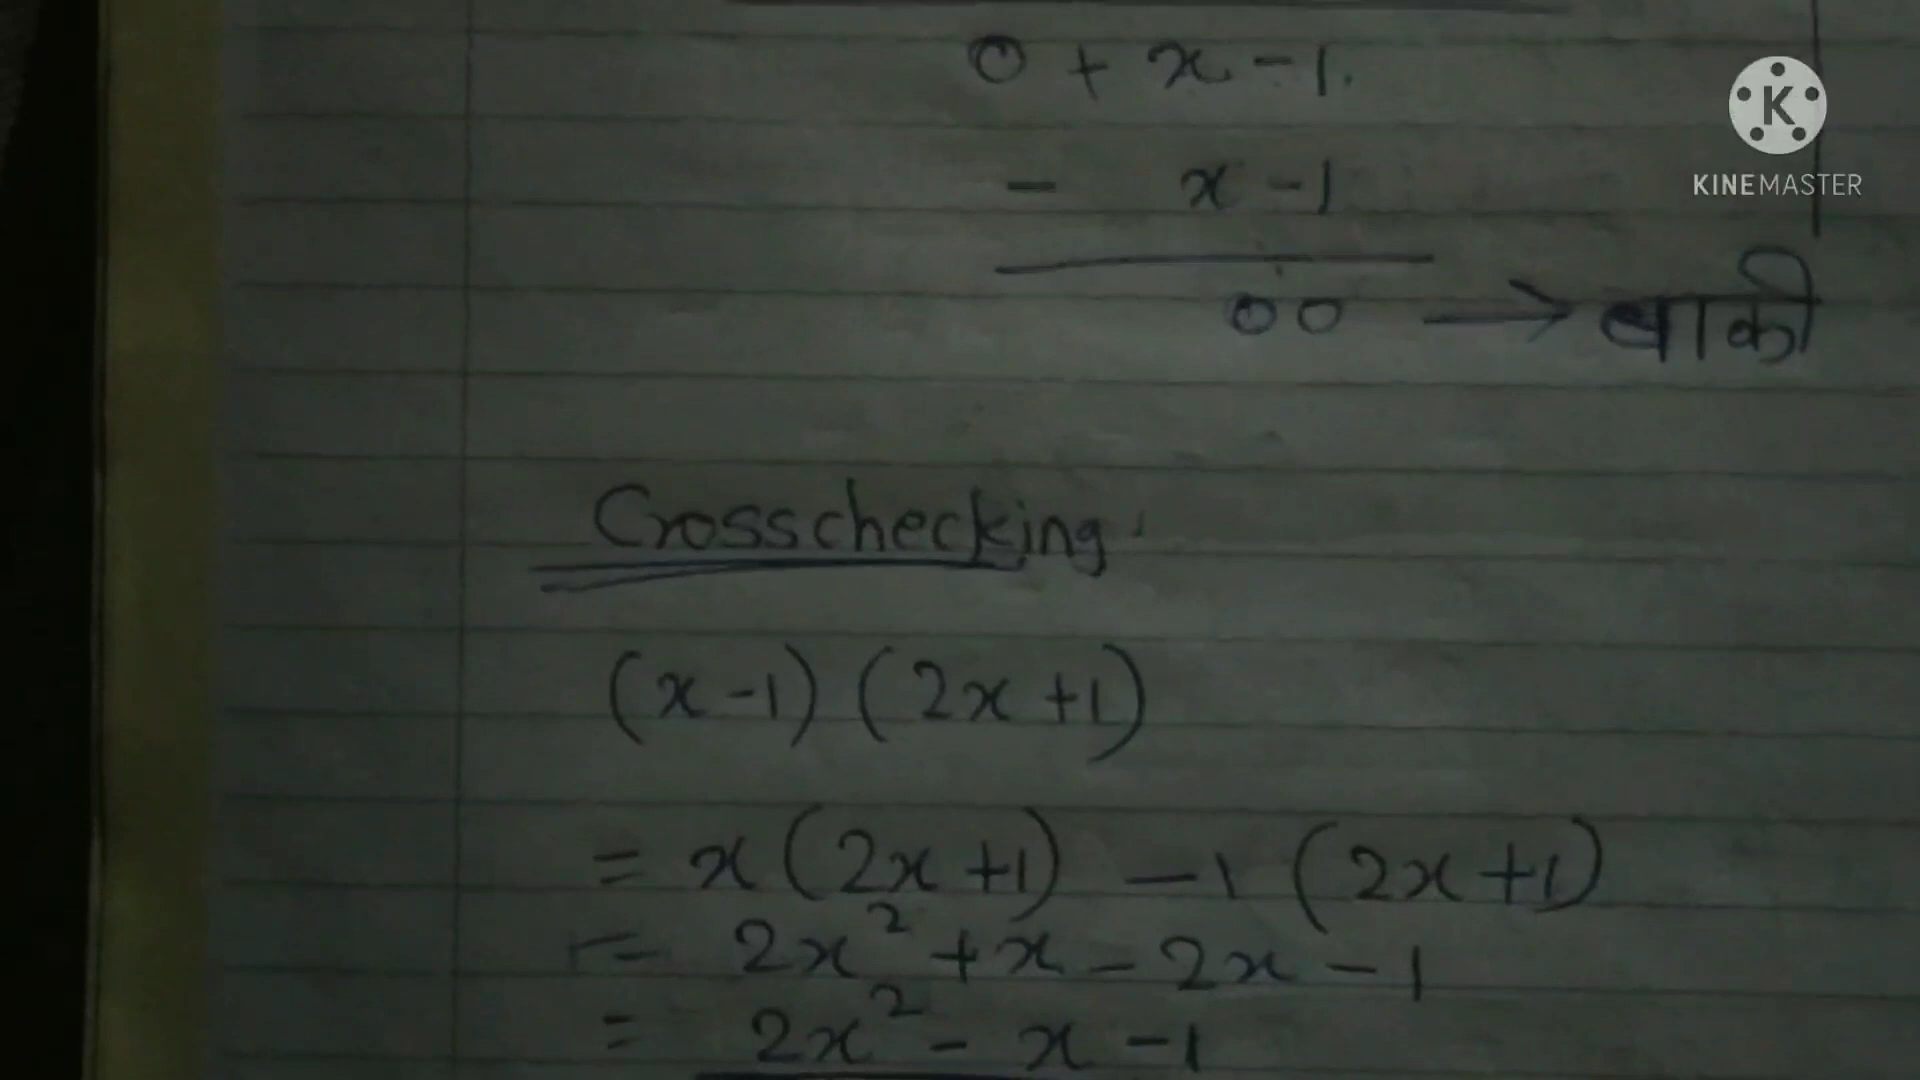 0 + x - 1.
K
KINEMASTER
- x - 1
00 → बाकी
Crosschecking
(x-1) (2x+1)
= x(2x+1) -1 (2x+1)
= 2x² + x - 2x - 1
= 2x² - x - 1